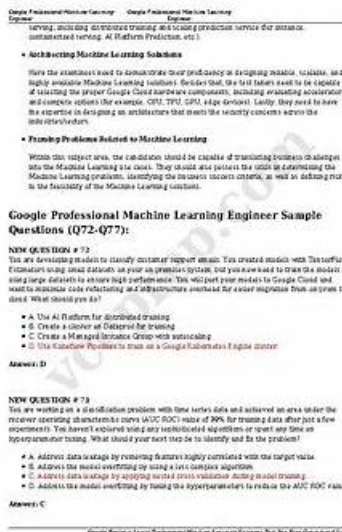 Google Professional Machine Learning Engineer
Google Professional Machine Learning Engineer
serving, including distributed training and scaling prediction service (for instance,
containerized serving, AI Platform Prediction, etc.).
Architecting Machine Learning Solutions
Here the examinees need to demonstrate their proficiency in designing reliable, scalable, and
highly available Machine Learning solutions. Besides that, the test takers need to be capable
of selecting the proper Google Cloud hardware components, including evaluating accelerator
and compute options (for example, CPU, TPU, GPU, edge devices). Lastly, they need to have
the expertise in designing an architecture that meets the security concerns across the
industries/sectors.
Framing Problems Related to Machine Learning
Within this subject area, the candidates should be capable of translating business challenges
into the Machine Learning use cases. They should also possess the skills in determining the
Machine Learning problems, identifying the business success criteria, as well as defining risk
to the feasibility of the Machine Learning solutions.
Google Professional Machine Learning Engineer Sample
Questions (Q72-Q77):
NEW QUESTION # 72
You are developing models to classify customer support emails. You created models with TensorFlow
Estimators using small datasets on your on-premises system, but you now need to train the models
using large datasets to ensure high performance. You will port your models to Google Cloud and
want to minimize code refactoring and infrastructure overhead for easier migration from on-prem to
cloud. What should you do?
A. Use AI Platform for distributed training
B. Create a cluster on Dataproc for training
C. Create a Managed Instance Group with autoscaling
D. Use Kubeflow Pipelines to train on a Google Kubernetes Engine cluster
Answer: D
NEW QUESTION # 73
You are working on a classification problem with time series data and achieved an area under the
receiver operating characteristic curve (AUC ROC) value of 99% for training data after just a few
experiments. You haven't explored using any sophisticated algorithms or spent any time on
hyperparameter tuning. What should your next step be to identify and fix the problem?
A. Address data leakage by removing features highly correlated with the target value.
B. Address the model overfitting by using a less complex algorithm.
C. Address data leakage by applying nested cross-validation during model training.
D. Address the model overfitting by tuning the hyperparameters to reduce the AUC ROC value.
Answer: C